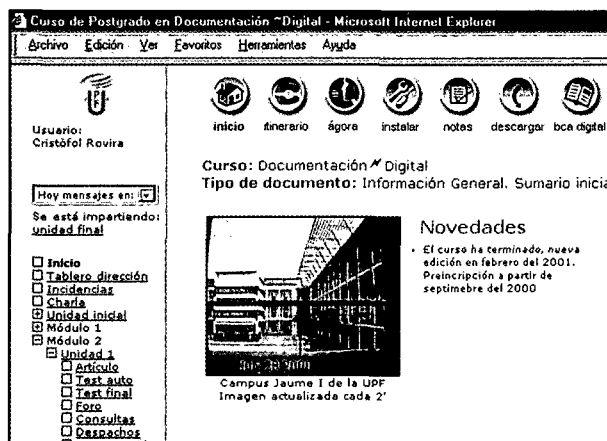 Curso de Postgrado en Documentación ~Digital - Microsoft Internet Explorer
Archivo Edición Ver Favoritos Herramientas Ayuda
Usuario:
Cristòfol Rovira
inicio itinerario ágora instalar notas descargar bca digital
Curso: Documentación Digital
Tipo de documento: Información General. Sumario inicia
Hoy mensajes en:
Se está impartiendo:
unidad final
Inicio
Tablero dirección
Incidencias
Charla
Unidad inicial
Módulo 1
Módulo 2
Unidad 1
Artículo
Test auto
Test final
Foro
Consultas
Despachos
Novedades
El curso ha terminado, nueva
edición en febrero del 2001.
Preincripción a partir de
septimebre del 2000
Campus Jaume I de la UPF
Imagen actualizada cada 2'